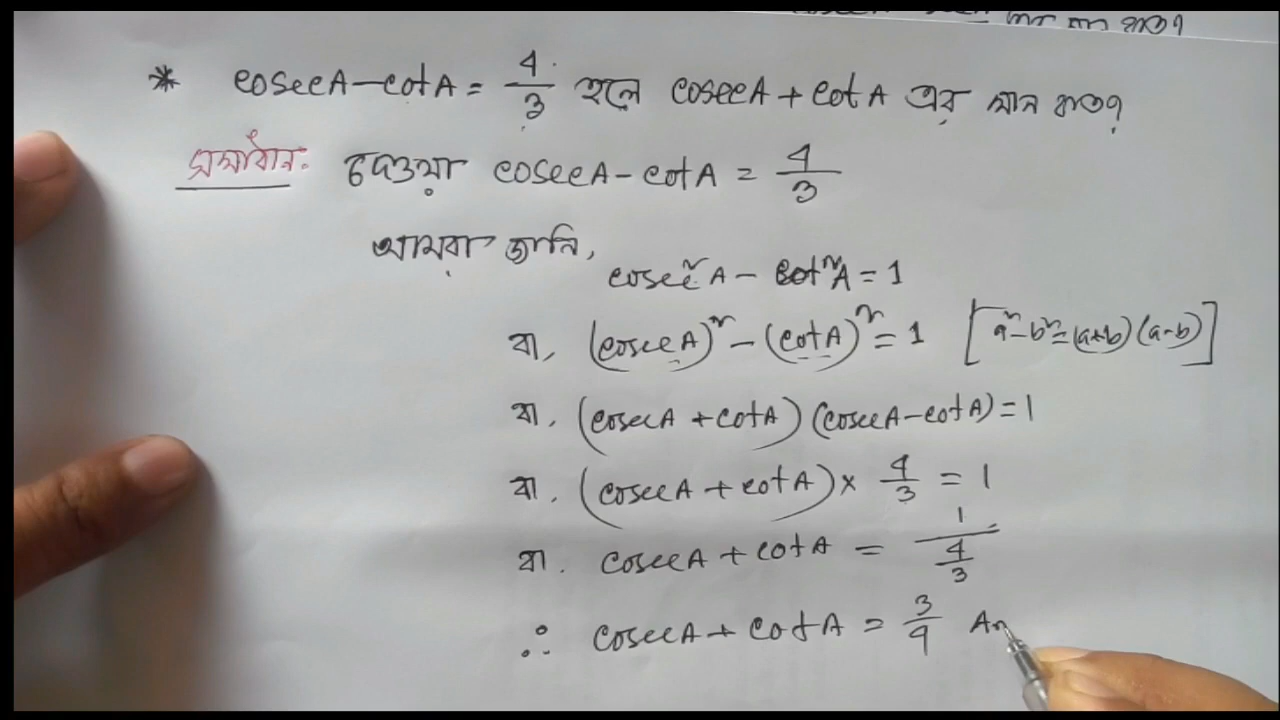 * cosecA-cotA = 4/3 হলে cosecA + cotA এর মান কত?
সমাধান: দেওয়া cosecA - cotA = 4/3
আমরা জানি,
cosec²A - cot²A = 1
বা, (cosecA)² - (cotA)² = 1 [a²-b²=(a+b)(a-b)]
বা, (cosecA + cotA) (cosecA-cotA) = 1
বা, (cosecA + cotA) × 4/3 = 1
বা, cosecA + cotA = 1/(4/3)
∴ cosecA + cotA = 3/4 An